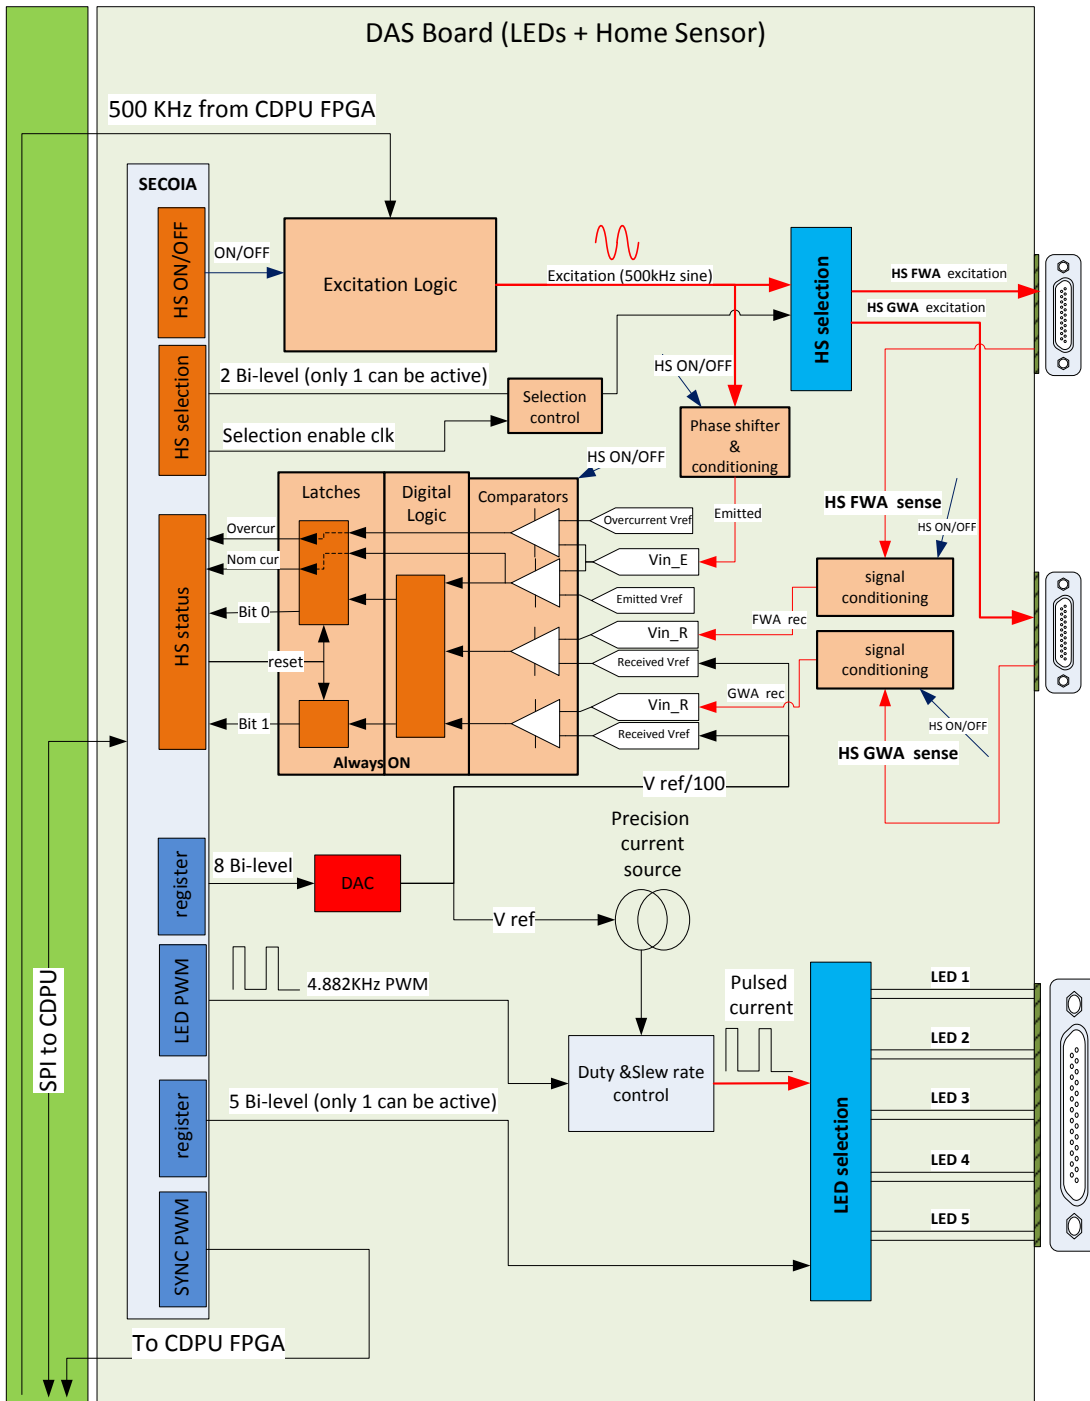 DAS Board (LEDs + Home Sensor)
500 KHz from CDPU FPGA
SECOIA
HS ON/OFF
ON/OFF
Excitation Logic
Excitation (500kHz sine)
HS selection
HS FWA excitation
HS GWA excitation
HS selection
2 Bi-level (only 1 can be active)
Selection enable clk
Selection
control
HS ON/OFF
Phase shifter
&
conditioning
HS ON/OFF
Emitted
Latches
Digital
Logic
Comparators
Overcurrent Vref
Vin_E
Emitted Vref
Vin_R
Received Vref
Vin_R
Received Vref
HS status
Overcur
Nom cur
Bit 0
reset
Bit 1
Always ON
HS FWA sense
HS ON/OFF
signal
conditioning
FWA rec
signal
conditioning
GWA rec
HS ON/OFF
HS GWA sense
V ref/100
Precision
current
source
register
8 Bi-level
DAC
V ref
LED PWM
4.882KHz PWM
Pulsed
current
Duty &Slew rate
control
register
5 Bi-level (only 1 can be active)
LED selection
LED 1
LED 2
LED 3
LED 4
LED 5
SYNC PWM
To CDPU FPGA
SPI to CDPU